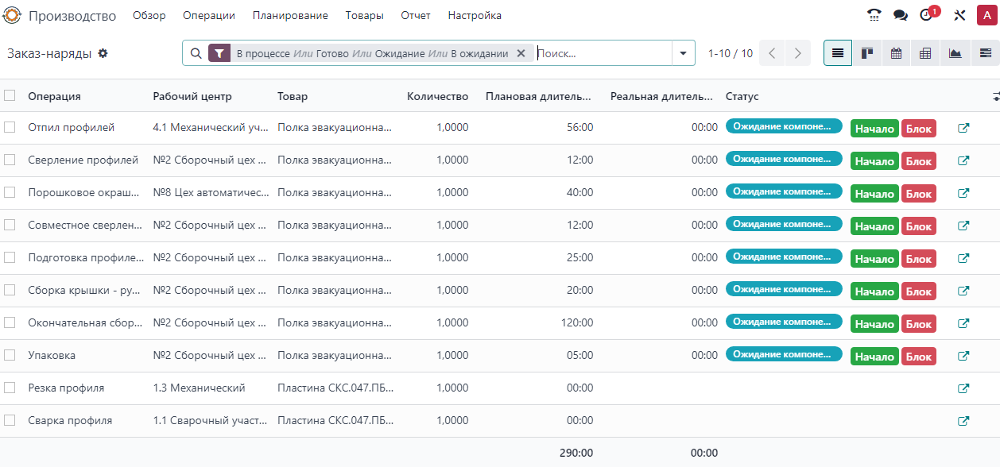 Производство Обзор Операции Планирование Товары Отчет Настройка 1 А
Заказ-наряды В процессе Или Готово Или Ожидание Или В ожидании Поиск... 1-10 / 10
Операция Рабочий центр Товар Количество Плановая длитель... Реальная длитель... Статус
Отпил профилей 4.1 Механический уч... Полка эвакуационна... 1,0000 56:00 00:00 Ожидание компоне... Начало Блок
Сверление профилей №2 Сборочный цех ... Полка эвакуационна... 1,0000 12:00 00:00 Ожидание компоне... Начало Блок
Порошковое окраш... №8 Цех автоматичес... Полка эвакуационна... 1,0000 40:00 00:00 Ожидание компоне... Начало Блок
Совместное сверлен... №2 Сборочный цех ... Полка эвакуационна... 1,0000 12:00 00:00 Ожидание компоне... Начало Блок
Подготовка профиле... №2 Сборочный цех ... Полка эвакуационна... 1,0000 25:00 00:00 Ожидание компоне... Начало Блок
Сборка крышки - ру... №2 Сборочный цех ... Полка эвакуационна... 1,0000 20:00 00:00 Ожидание компоне... Начало Блок
Окончательная сбор... №2 Сборочный цех ... Полка эвакуационна... 1,0000 120:00 00:00 Ожидание компоне... Начало Блок
Упаковка №2 Сборочный цех ... Полка эвакуационна... 1,0000 05:00 00:00 Ожидание компоне... Начало Блок
Резка профиля 1.3 Механический Пластина СКС.047.ПБ... 1,0000 00:00
Сварка профиля 1.1 Сварочный участ... Пластина СКС.047.ПБ... 1,0000 00:00
290:00 00:00